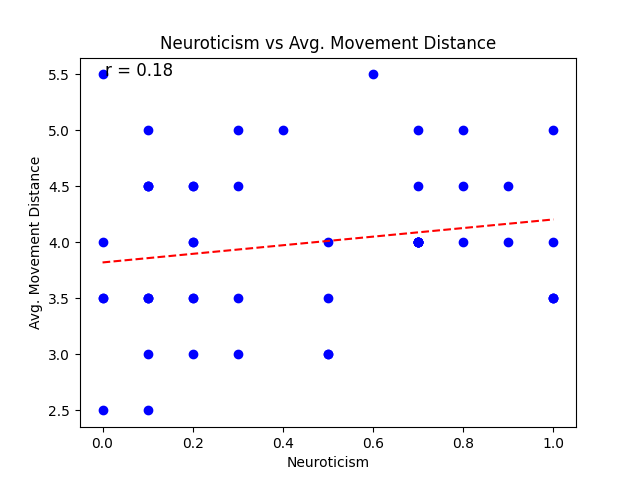 Neuroticism vs Avg. Movement Distance
r = 0.18
Avg. Movement Distance
5.5
5.0
4.5
4.0
3.5
3.0
2.5
0.0 0.2 0.4 0.6 0.8 1.0
Neuroticism